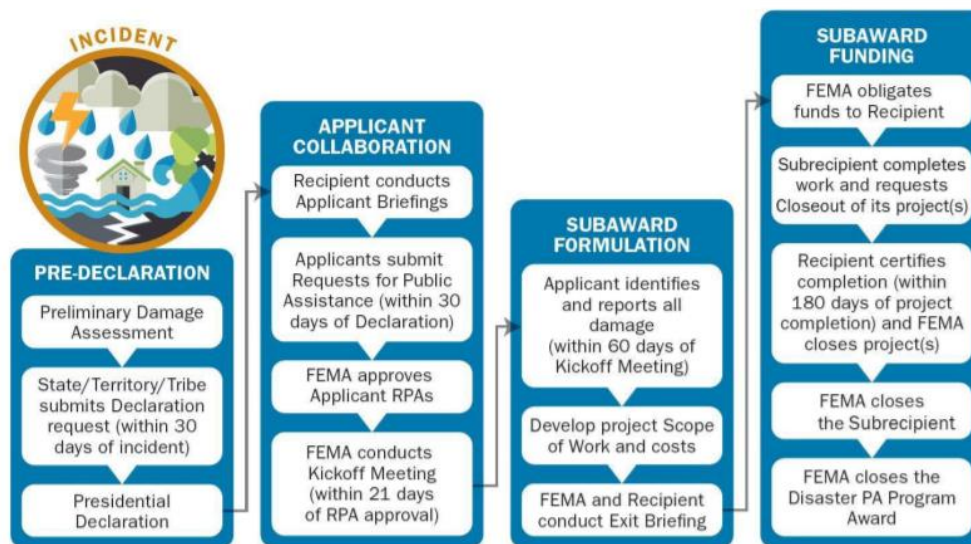 INCIDENT
PRE-DECLARATION
Preliminary Damage
Assessment
State/Territory/Tribe
submits Declaration
request (within 30
days of incident)
Presidential
Declaration
APPLICANT
COLLABORATION
Recipient conducts
Applicant Briefings
Applicants submit
Requests for Public
Assistance (within 30
days of Declaration)
FEMA approves
Applicant RPAs
FEMA conducts
Kickoff Meeting
(within 21 days
of RPA approval)
SUBAWARD
FORMULATION
Applicant identifies
and reports all
damage
(within 60 days of
Kickoff Meeting)
Develop project Scope
of Work and costs
FEMA and Recipient
conduct Exit Briefing
SUBAWARD
FUNDING
FEMA obligates
funds to Recipient
Subrecipient completes
work and requests
Closeout of its project(s)
Recipient certifies
completion (within
180 days of project
completion) and FEMA
closes project(s)
FEMA closes
the Subrecipient
FEMA closes the
Disaster PA Program
Award